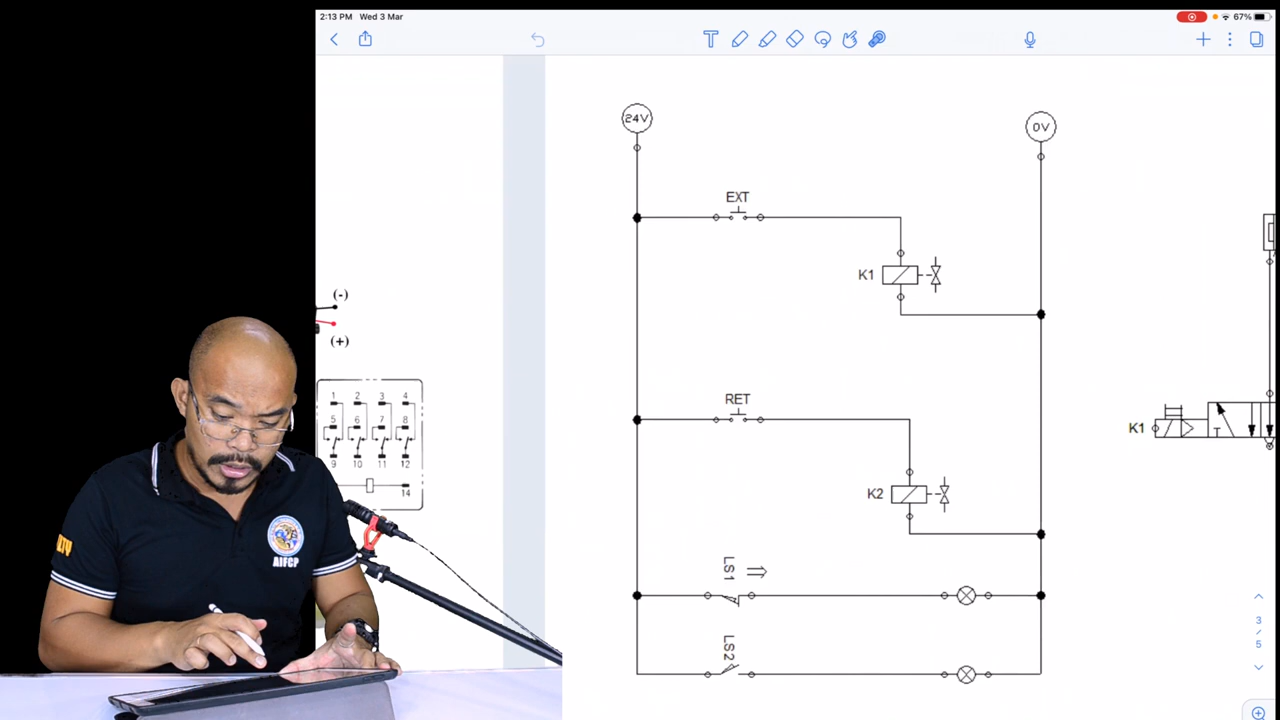 2:13 PM Wed 3 Mar
67%
24V
0V
EXT
K1
(-)
(+)
1 2 3 4
5 6 7 8
9 10 11 12
14
RET
K1
K2
LS1
LS2
3
/
5
AIFCP